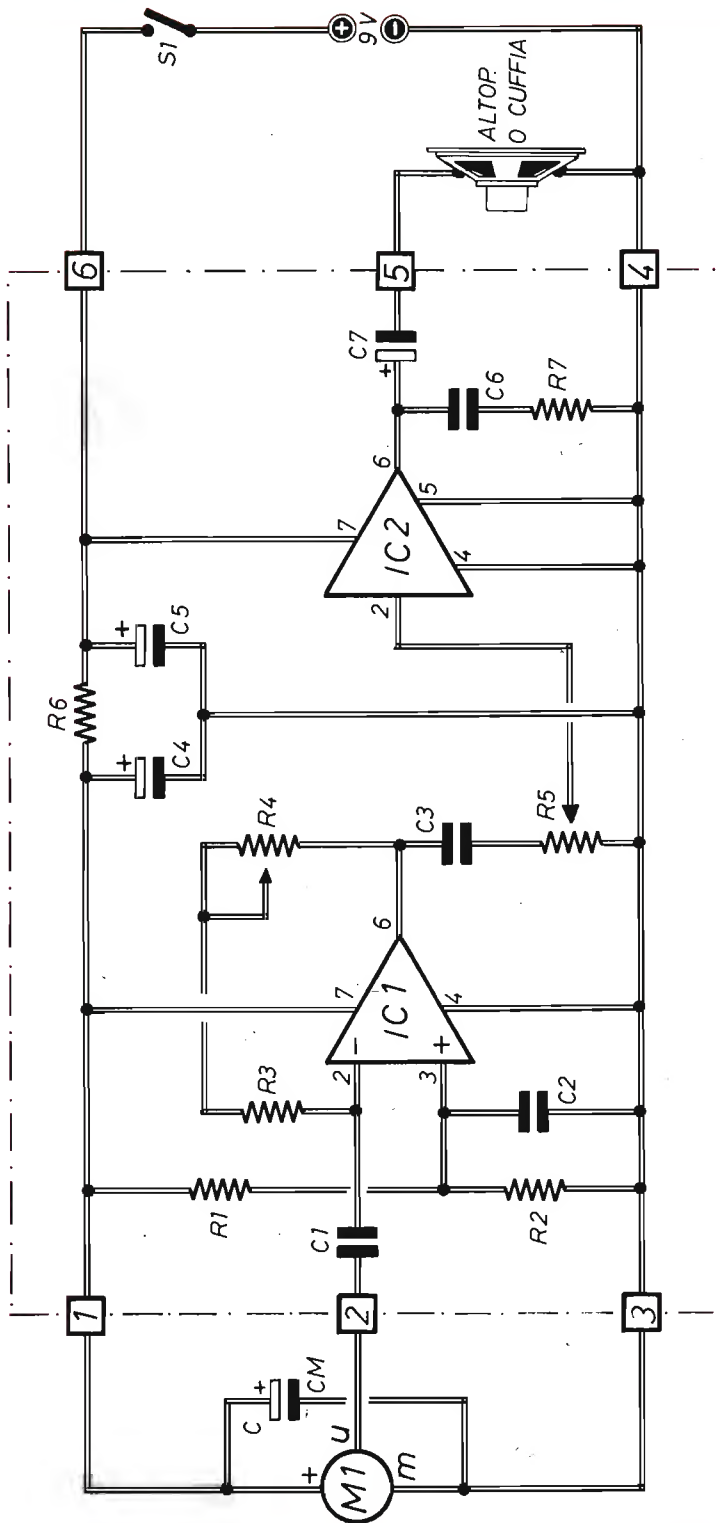 1
R6
6
S1
+
C4
+
C5
+
9V
-
C
+
CM
R1
R3
R4
7
7
+
M1
u
m
2
C1
2
-
3
+
IC1
6
4
2
IC2
6
4
5
+
C7
5
ALTOP.
O CUFFIA
R2
C2
C3
R5
C6
R7
3
4